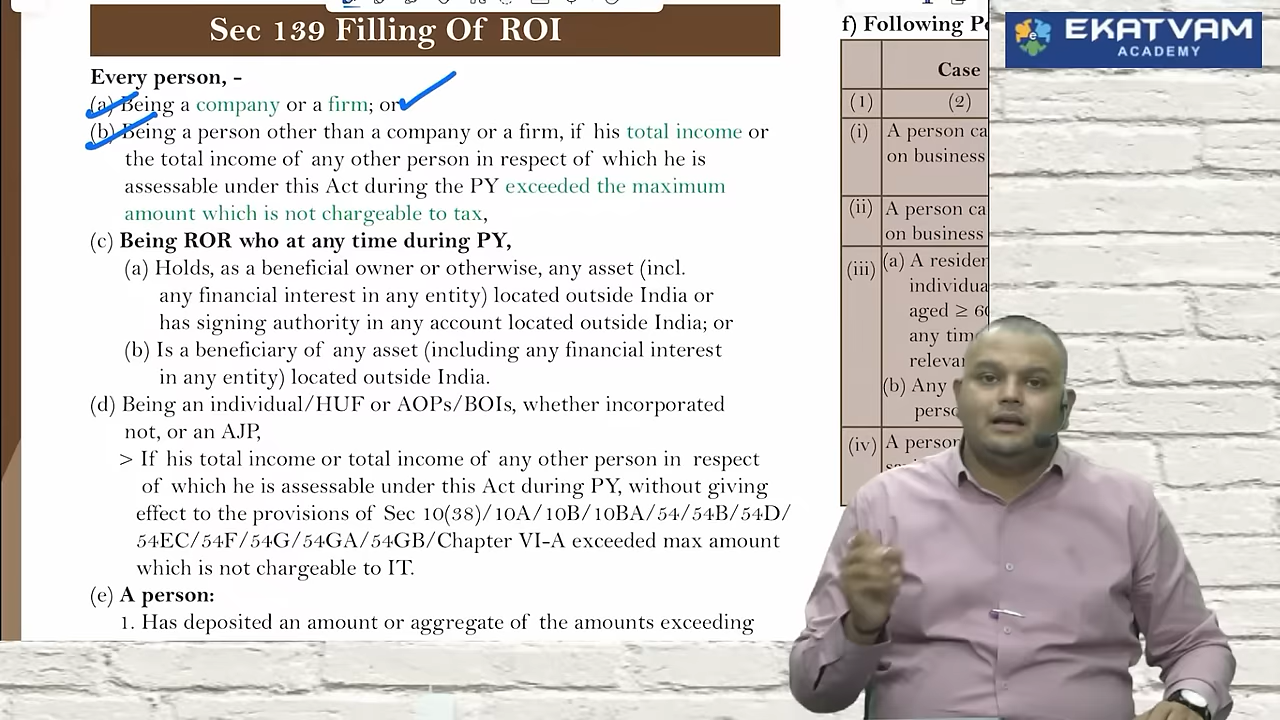 Sec 139 Filling Of ROI
Every person, -
(a) Being a company or a firm; or
(b) Being a person other than a company or a firm, if his total income or
the total income of any other person in respect of which he is
assessable under this Act during the PY exceeded the maximum
amount which is not chargeable to tax,
(c) Being ROR who at any time during PY,
(a) Holds, as a beneficial owner or otherwise, any asset (incl.
any financial interest in any entity) located outside India or
has signing authority in any account located outside India; or
(b) Is a beneficiary of any asset (including any financial interest
in any entity) located outside India.
(d) Being an individual/HUF or AOPs/BOIs, whether incorporated
not, or an AJP,
> If his total income or total income of any other person in respect
of which he is assessable under this Act during PY, without giving
effect to the provisions of Sec 10(38)/10A/10B/10BA/54/54B/54D/
54EC/54F/54G/54GA/54GB/Chapter VI-A exceeded max amount
which is not chargeable to IT.
(e) A person:
1. Has deposited an amount or aggregate of the amounts exceeding
f) Following
Case
(1) (2)
(i) A person
on business
(ii) A person
on business
(iii) (a) A
aged ≥
any
(b) Any
(iv) A person
EKATVAM
ACADEMY